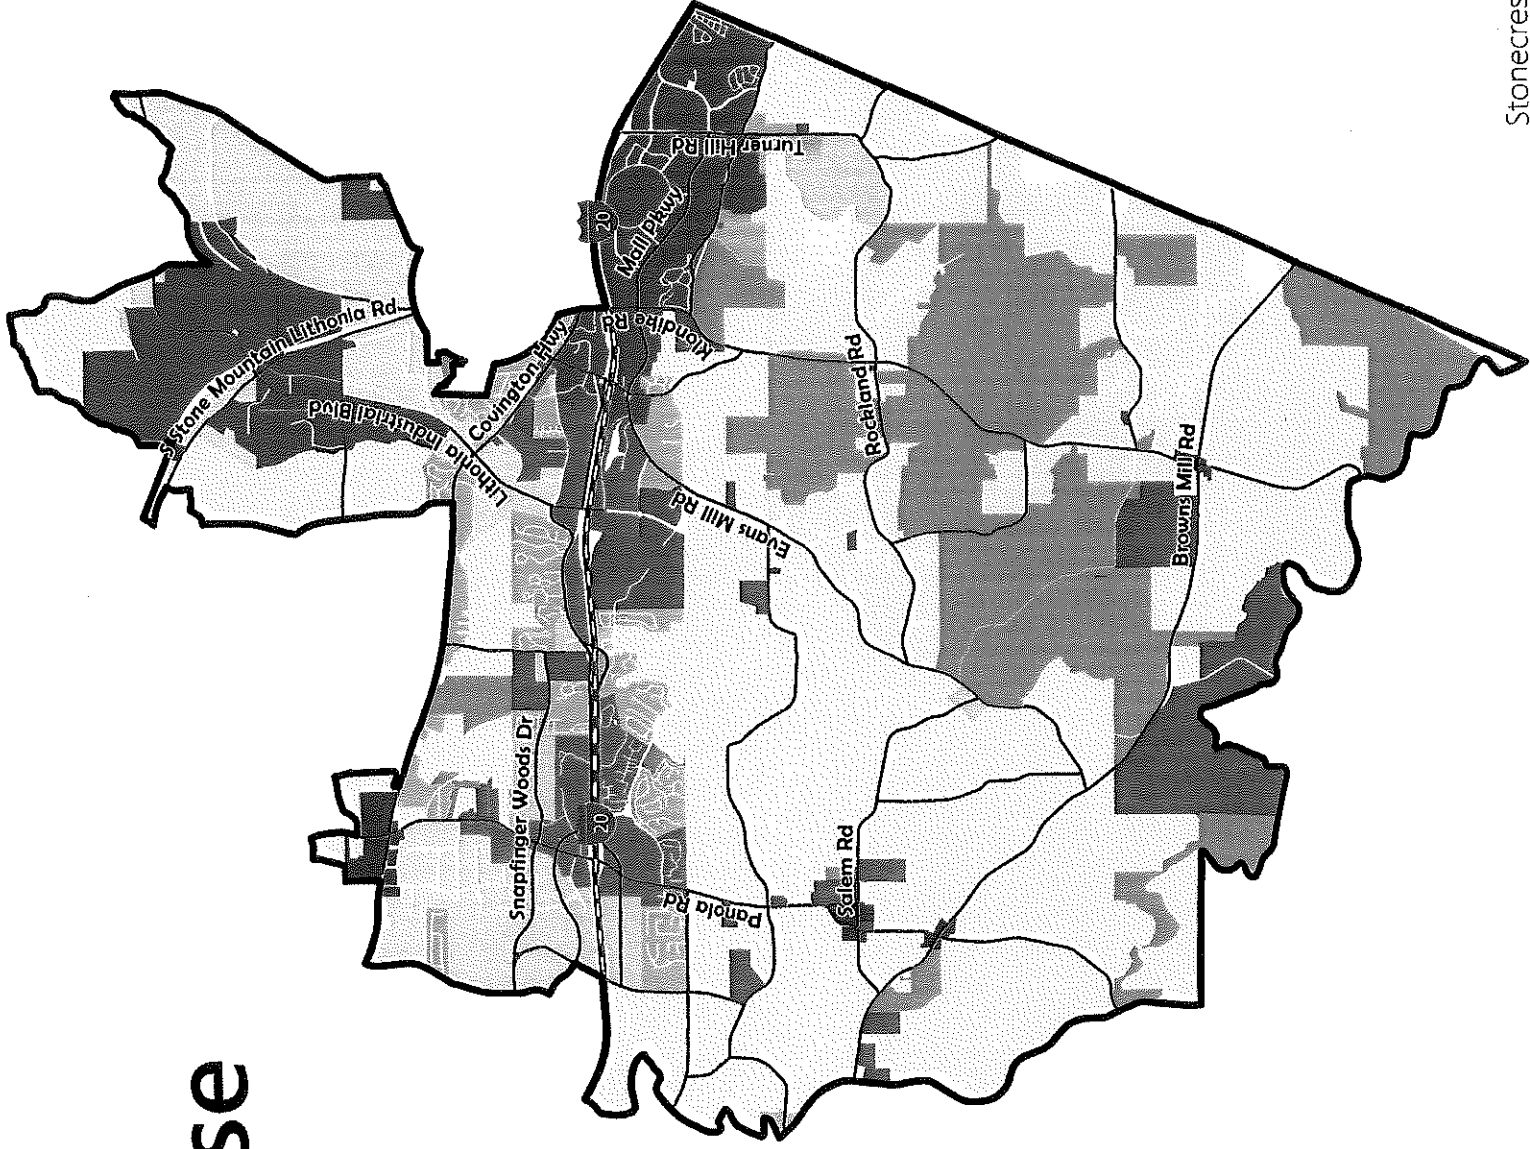 se
Stonecres
S Stone Mountain Lithonia Rd
Lithonia Industrial Blvd
Covington Hwy
20
Mall Pkwy
Turner Hill Rd
Klondike Rd
Evans Mill Rd
Rockland Rd
Snapfinger Woods Dr
20
Panola Rd
Salem Rd
Browns Mill Rd